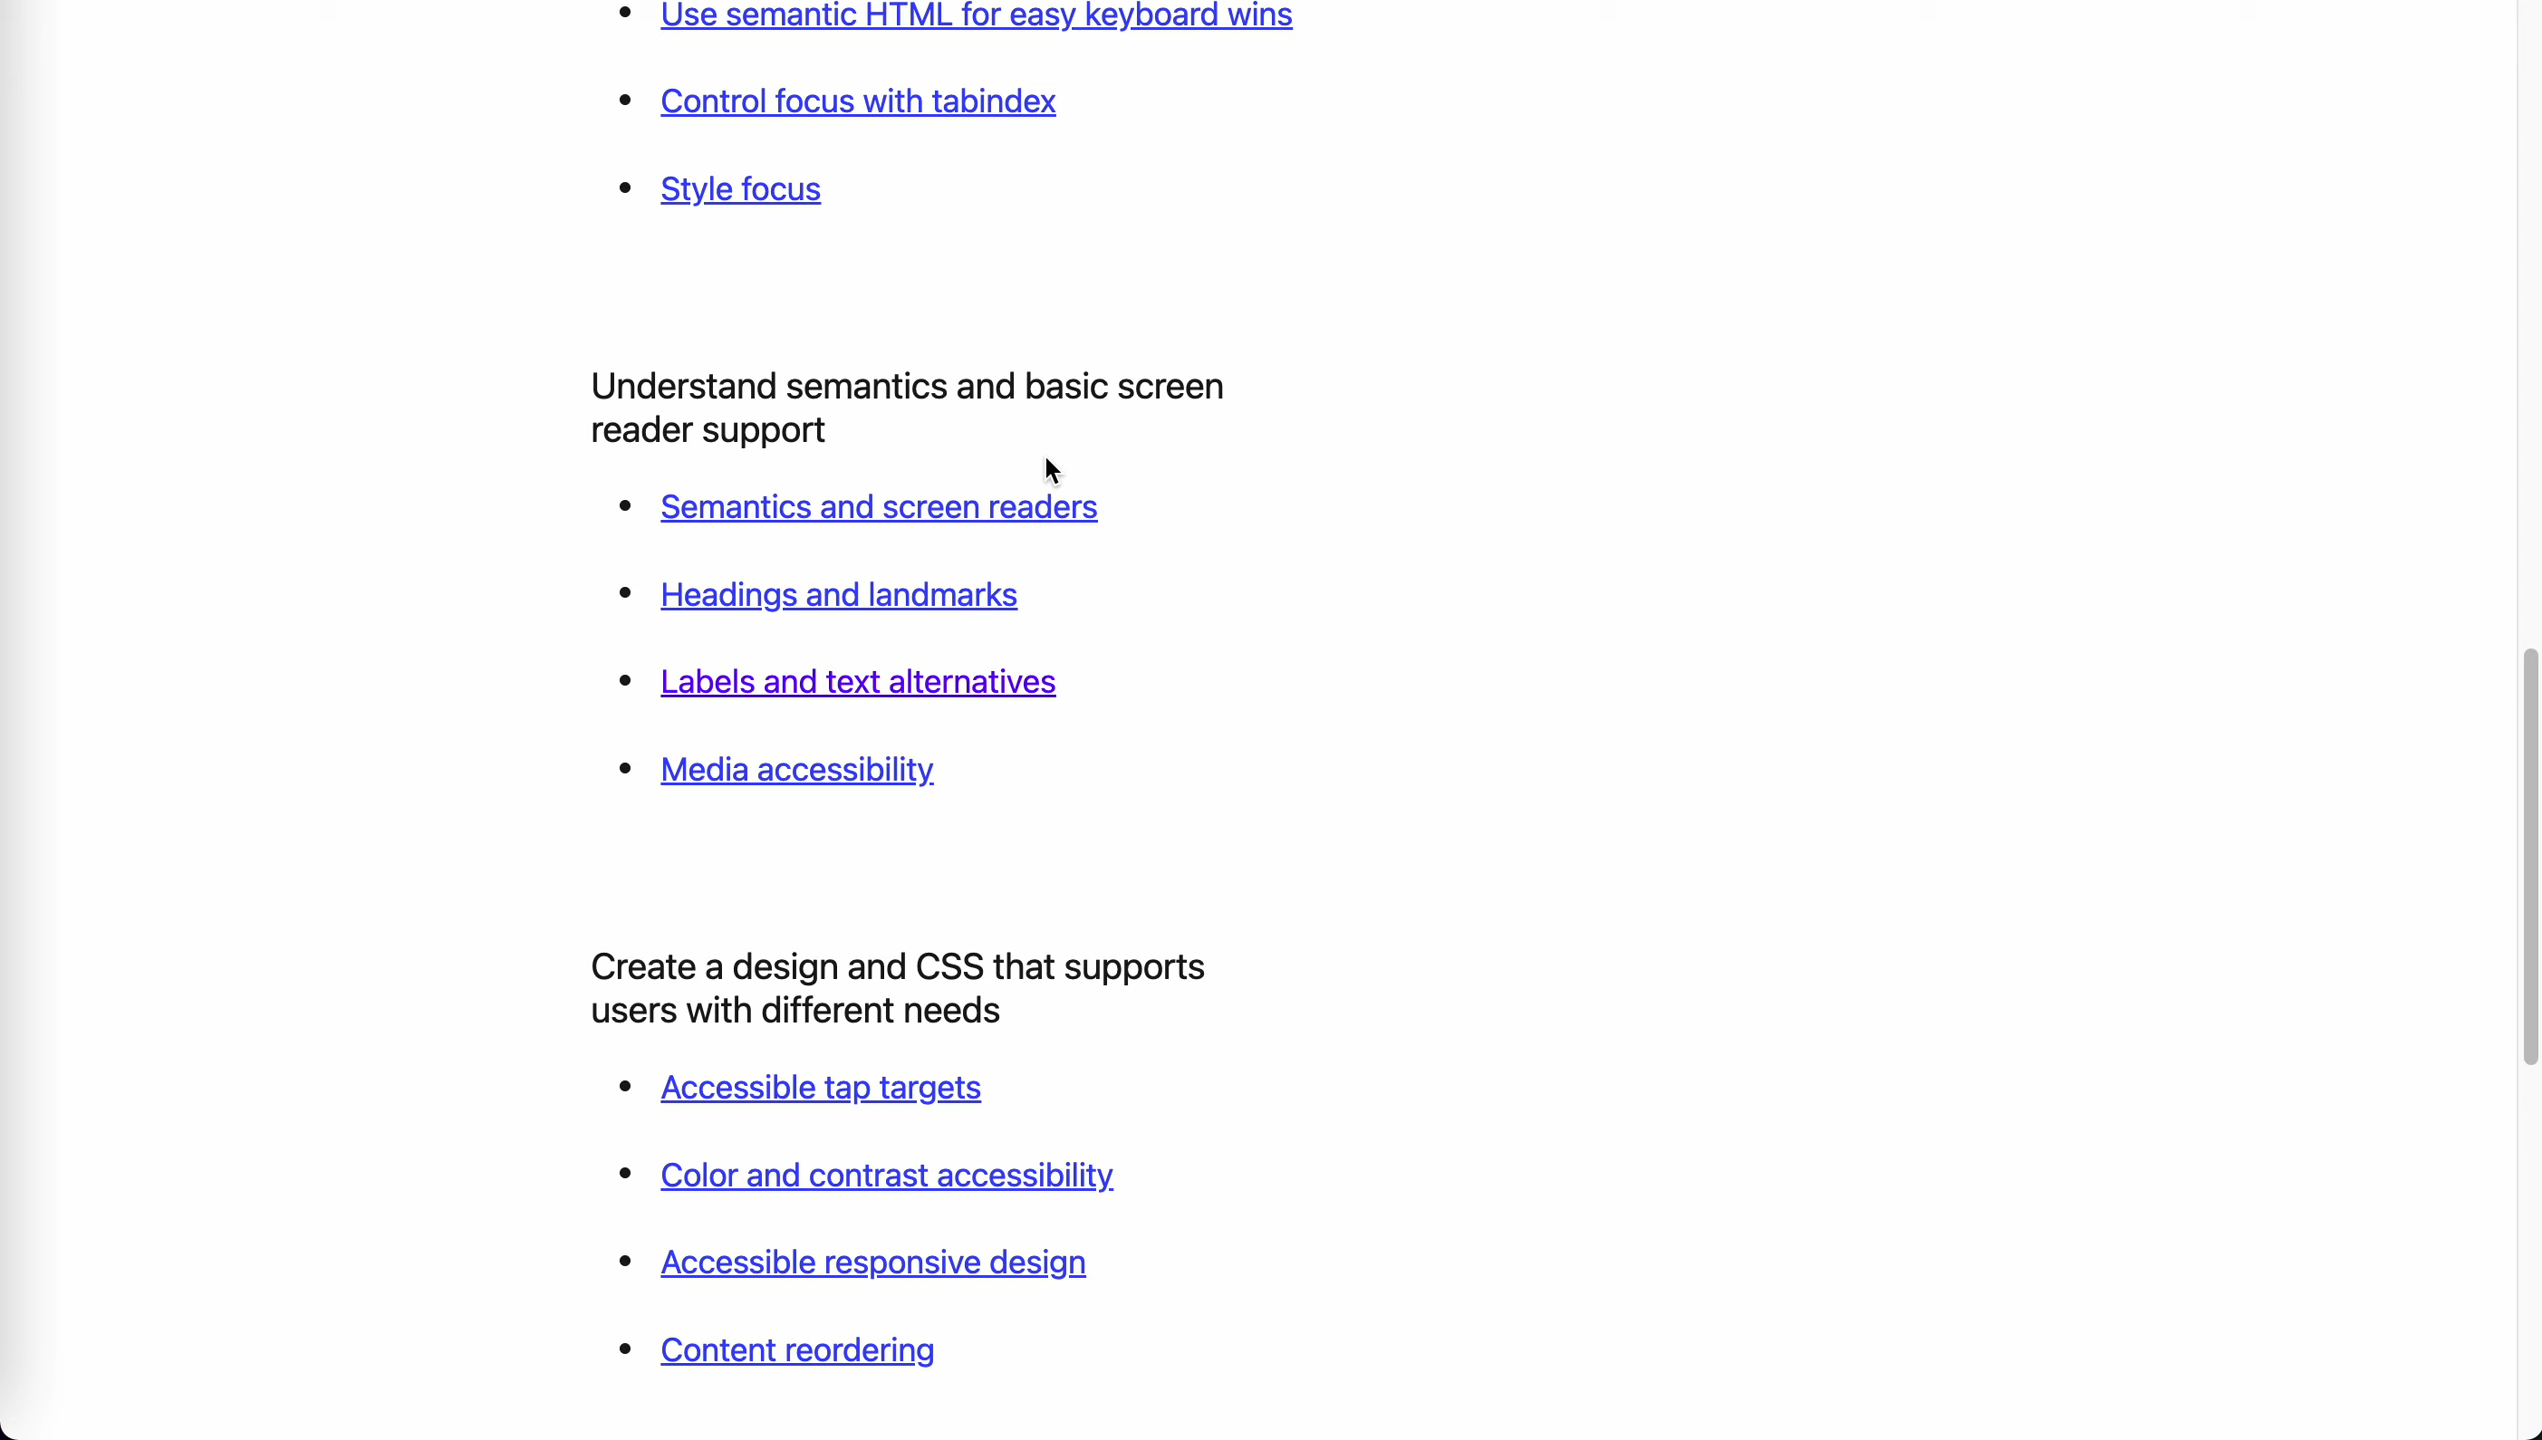 Use semantic HTML for easy keyboard wins
Control focus with tabindex
Style focus
Understand semantics and basic screen
reader support
Semantics and screen readers
Headings and landmarks
Labels and text alternatives
Media accessibility
Create a design and CSS that supports
users with different needs
Accessible tap targets
Color and contrast accessibility
Accessible responsive design
Content reordering